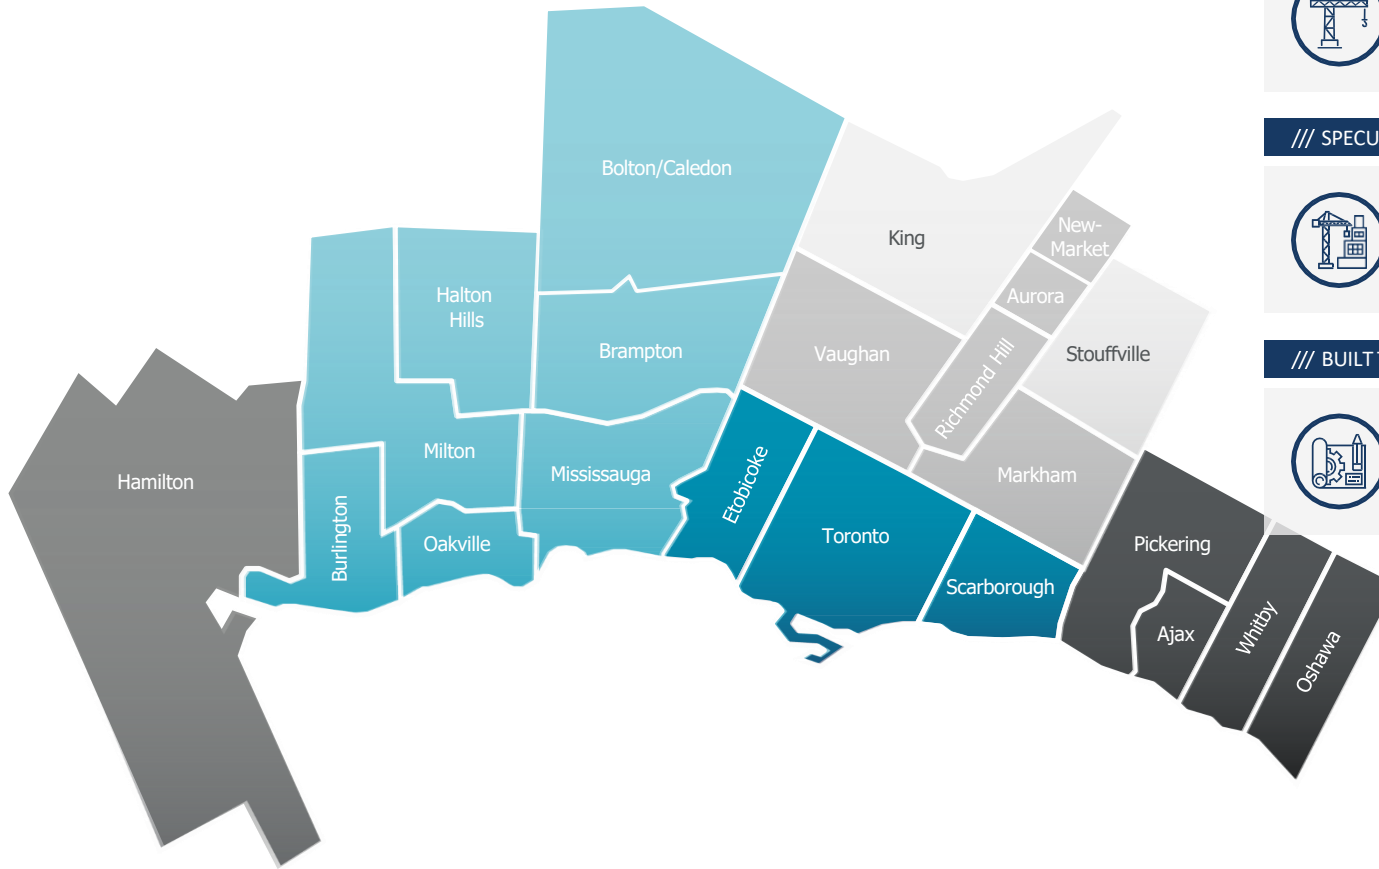 /// SPECU
/// BUILT
Bolton/Caledon
King
New-
Market
Halton
Hills
Aurora
Brampton
Vaughan
Richmond Hill
Stouffville
Hamilton
Milton
Mississauga
Etobicoke
Markham
Burlington
Oakville
Toronto
Pickering
Scarborough
Ajax
Whitby
Oshawa